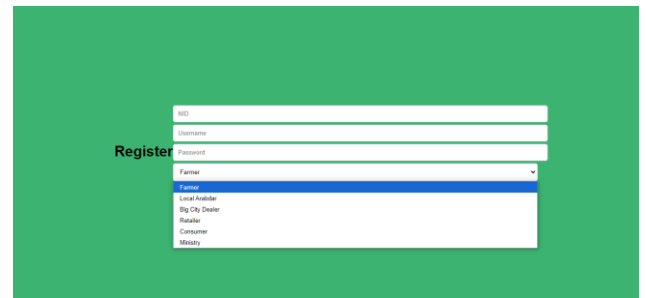 NID
Username
Register
Password
Farmer
Farmer
Local Aratdar
Big City Dealer
Retailer
Consumer
Ministry